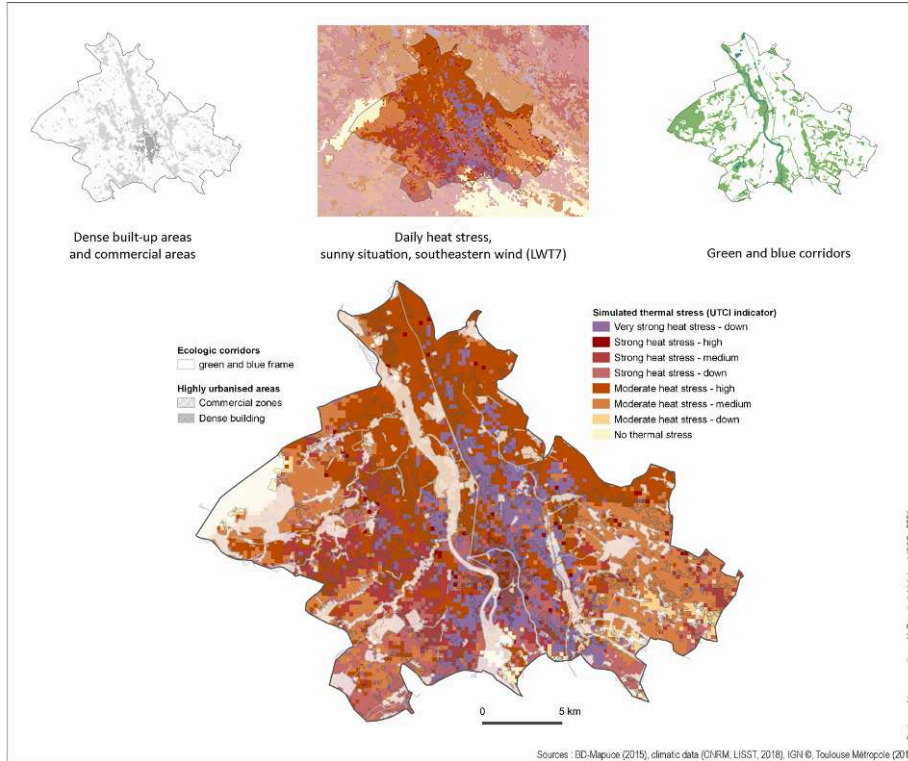 Dense built-up areas
and commercial areas
Daily heat stress,
sunny situation, southeastern wind (LWT7)
Green and blue corridors
Ecologic corridors
green and blue frame
Highly urbanised areas
Commercial zones
Dense building
Simulated thermal stress (UTCI indicator)
Very strong heat stress - down
Strong heat stress - high
Strong heat stress - medium
Strong heat stress - down
Moderate heat stress - high
Moderate heat stress - medium
Moderate heat stress - down
No thermal stress
0 5 km
Sources : BD-Mapuce (2015), climatic data (CNRM, LISST, 2018), IGN ©, Toulouse Métropole (201